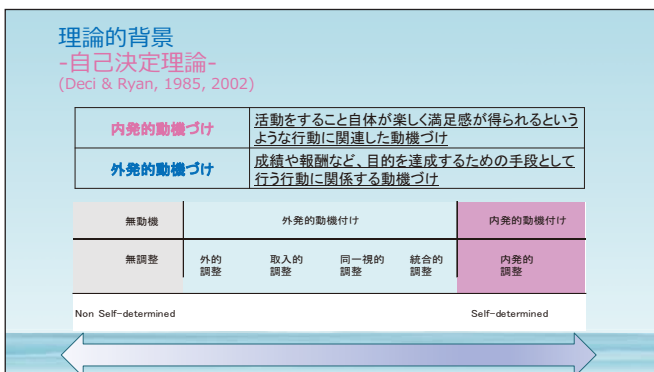 理論的背景
-自己決定理論-
(Deci & Ryan, 1985, 2002)
内発的動機づけ
活動をすること自体が楽しく満足感が得られるという
ような行動に関連した動機づけ
外発的動機づけ
成績や報酬など、目的を達成するための手段として
行う行動に関係する動機づけ
無動機
外発的動機付け
内発的動機付け
無調整
外的
調整
取入的
調整
同一視的
調整
統合的
調整
内発的
調整
Non Self-determined
Self-determined